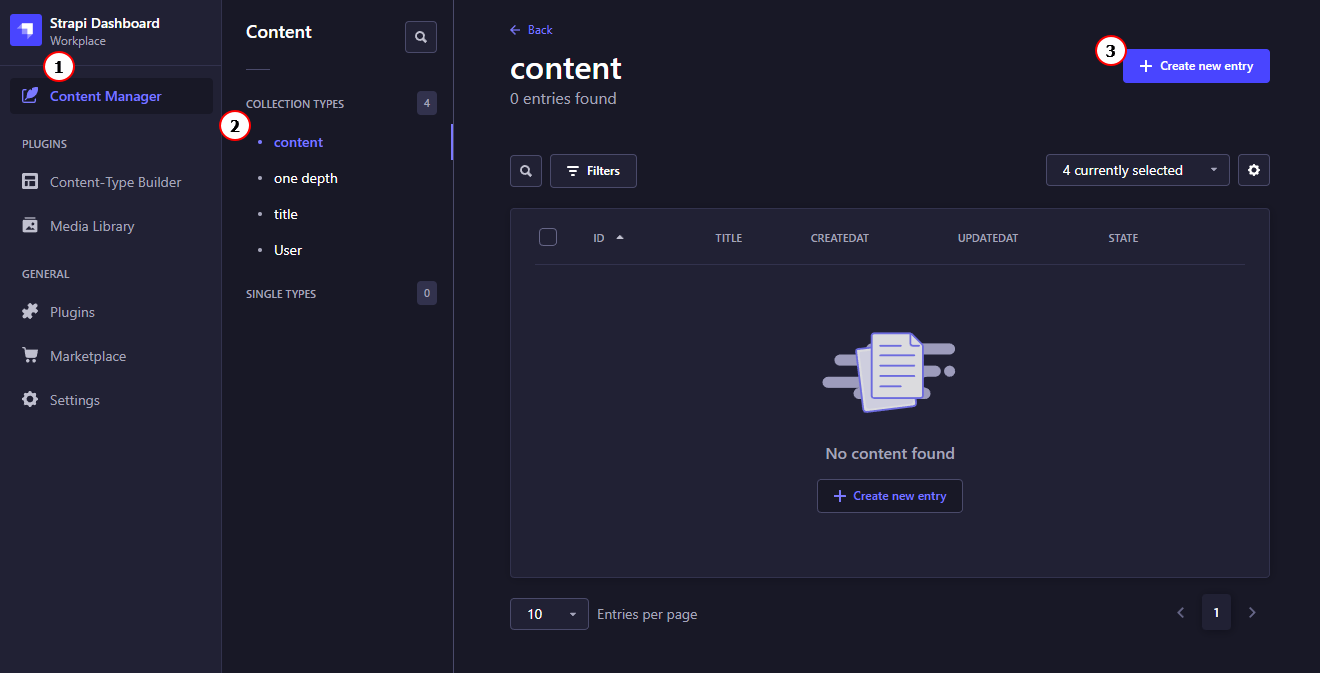 Strapi Dashboard
Workplace
1
Content Manager
PLUGINS
Content-Type Builder
Media Library
GENERAL
Plugins
Marketplace
Settings
Content
COLLECTION TYPES 4
2
content
one depth
title
User
SINGLE TYPES 0
Back
content
0 entries found
3
Create new entry
Filters
4 currently selected
ID TITLE CREATEDAT UPDATEDAT STATE
No content found
Create new entry
10 Entries per page
1